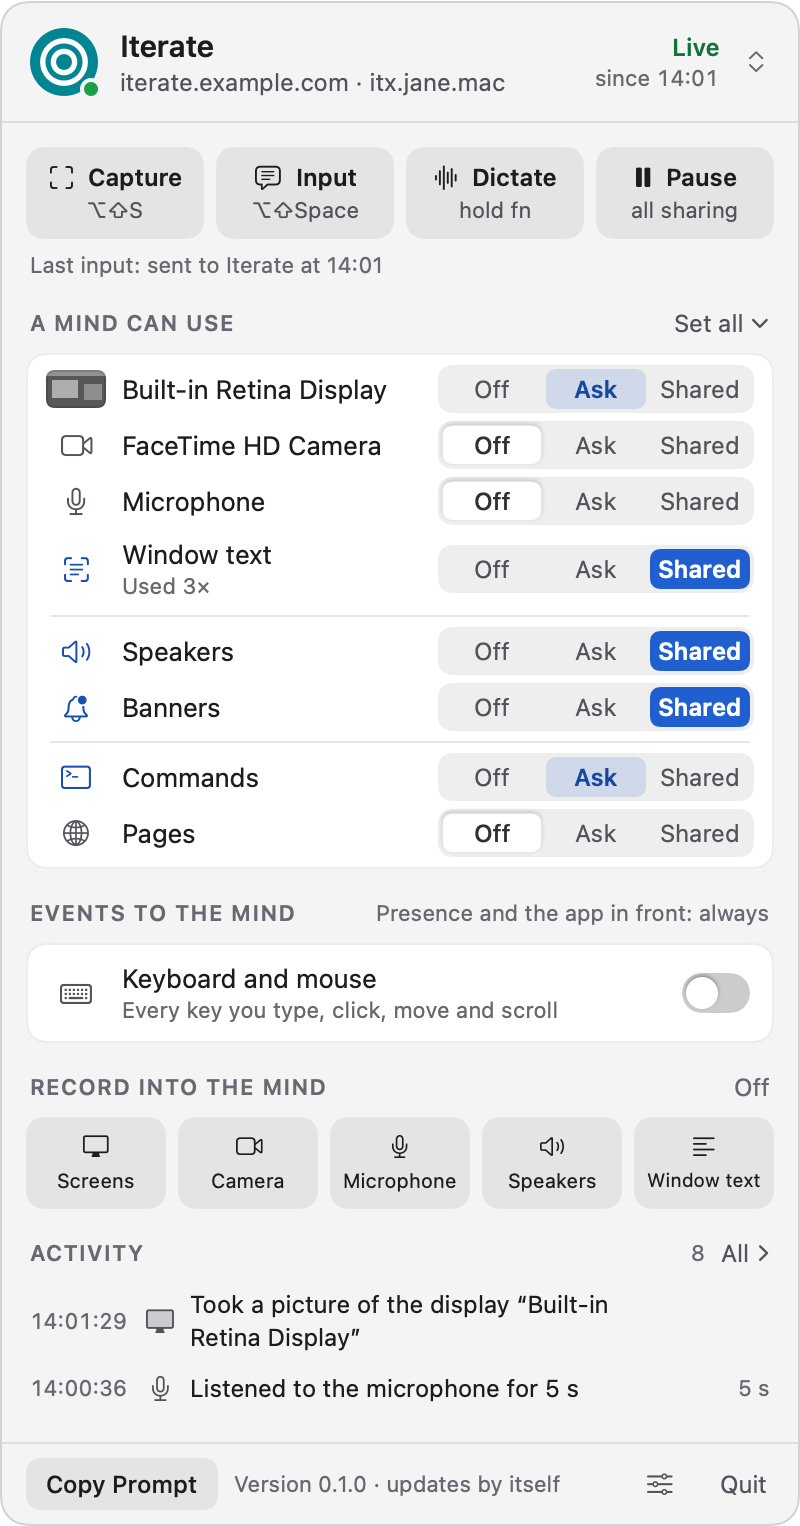 Iterate
iterate.example.com · itx.jane.mac
Live
since 14:01
Capture
⌥⇧S
Input
⌥⇧Space
Dictate
hold fn
Pause
all sharing
Last input: sent to Iterate at 14:01
A MIND CAN USE
Set all
Built-in Retina Display
Off Ask Shared
FaceTime HD Camera
Off Ask Shared
Microphone
Off Ask Shared
Window text
Used 3×
Off Ask Shared
Speakers
Off Ask Shared
Banners
Off Ask Shared
Commands
Off Ask Shared
Pages
Off Ask Shared
EVENTS TO THE MIND
Presence and the app in front: always
Keyboard and mouse
Every key you type, click, move and scroll
RECORD INTO THE MIND
Off
Screens
Camera
Microphone
Speakers
Window text
ACTIVITY
8 All
14:01:29
Took a picture of the display “Built-in
Retina Display”
14:00:36
Listened to the microphone for 5 s
5 s
Copy Prompt
Version 0.1.0 · updates by itself
Quit